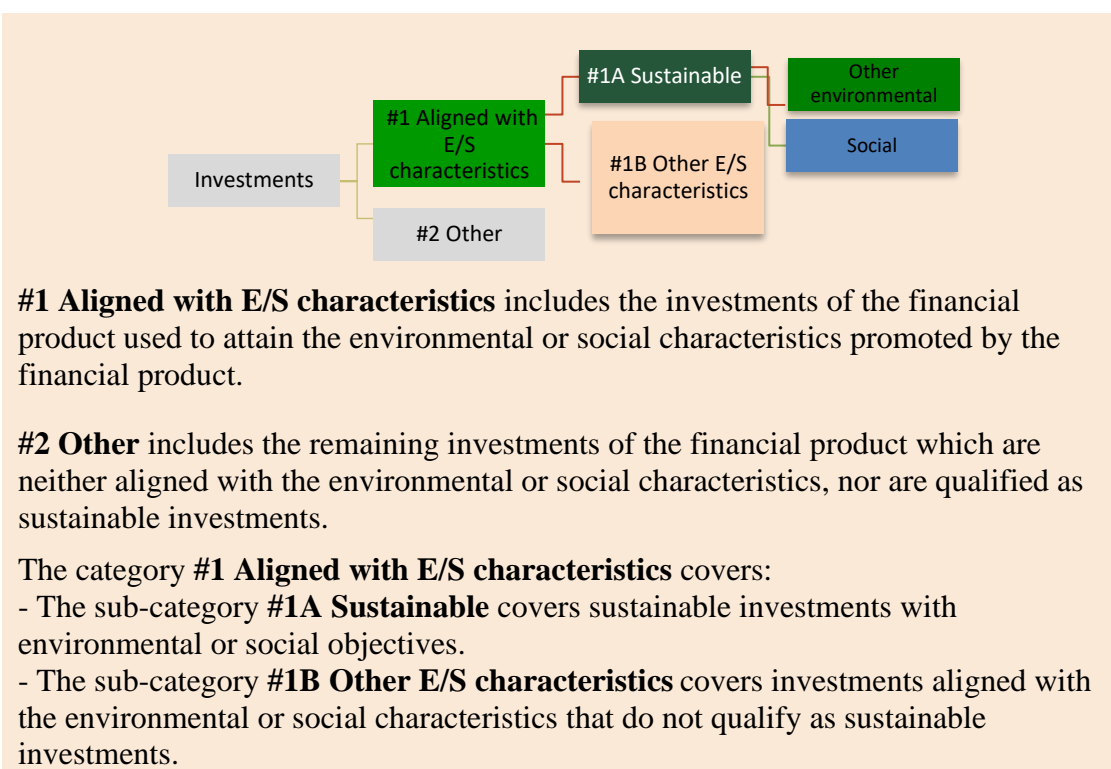 #1A Sustainable
Other
environmental
#1 Aligned with
E/S
characteristics
Social
#1B Other E/S
characteristics
Investments
#2 Other
#1 Aligned with E/S characteristics includes the investments of the financial
product used to attain the environmental or social characteristics promoted by the
financial product.
#2 Other includes the remaining investments of the financial product which are
neither aligned with the environmental or social characteristics, nor are qualified as
sustainable investments.
The category #1 Aligned with E/S characteristics covers:
- The sub-category #1A Sustainable covers sustainable investments with
environmental or social objectives.
- The sub-category #1B Other E/S characteristics covers investments aligned with
the environmental or social characteristics that do not qualify as sustainable
investments.